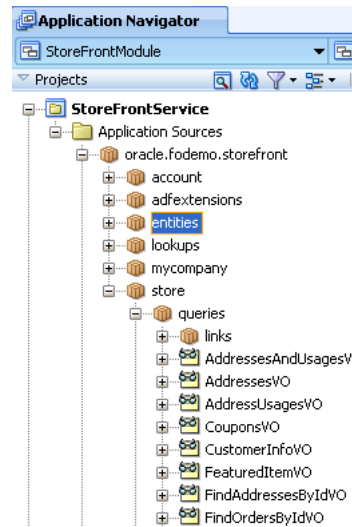 Application Navigator
StoreFrontModule
Projects
StoreFrontService
Application Sources
oracle.fodemo.storefront
account
adfextensions
entities
lookups
mycompany
store
queries
links
AddressesAndUsagesV
AddressesVO
AddressUsagesVO
CouponsVO
CustomerInfoVO
FeaturedItemVO
FindAddressesByIdVO
FindOrdersByIdVO